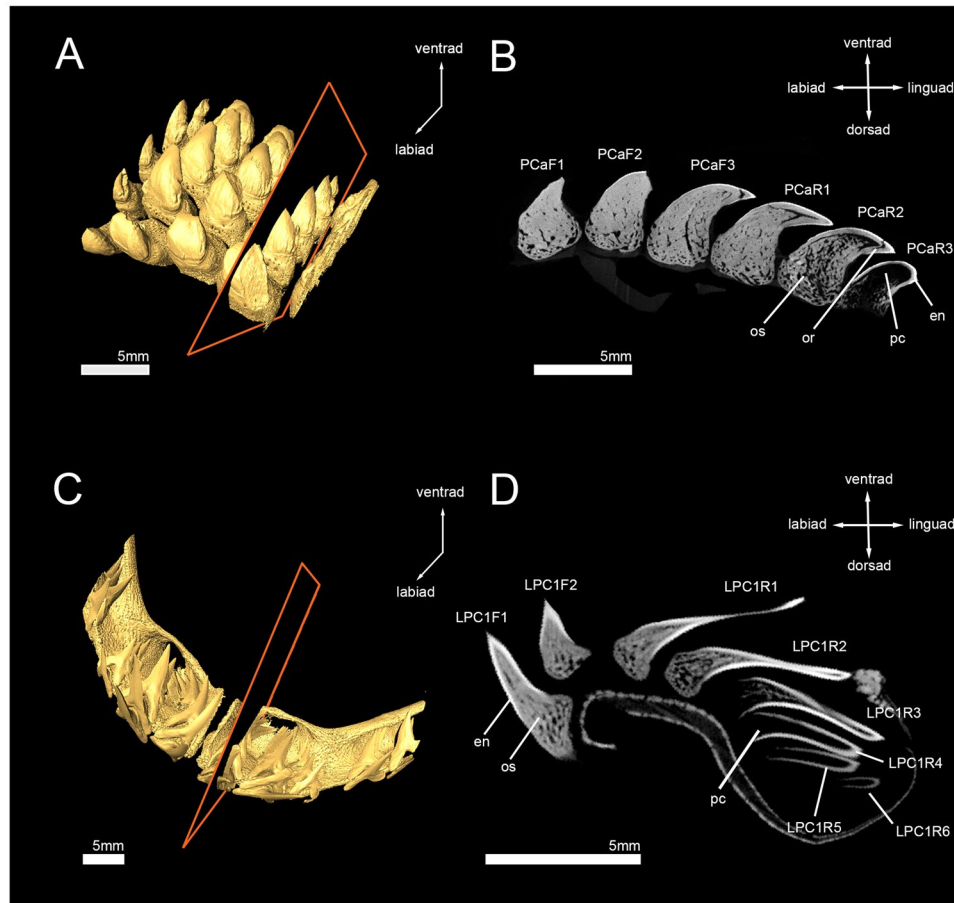 A
ventrad
labiad
5mm
B
ventrad
labiad
linguad
dorsad
PCaF1
PCaF2
PCaF3
PCaR1
PCaR2
PCaR3
os
or
pc
en
5mm
C
ventrad
labiad
5mm
D
ventrad
labiad
linguad
dorsad
LPC1F1
LPC1F2
LPC1R1
LPC1R2
LPC1R3
LPC1R4
LPC1R5
LPC1R6
en
os
pc
5mm